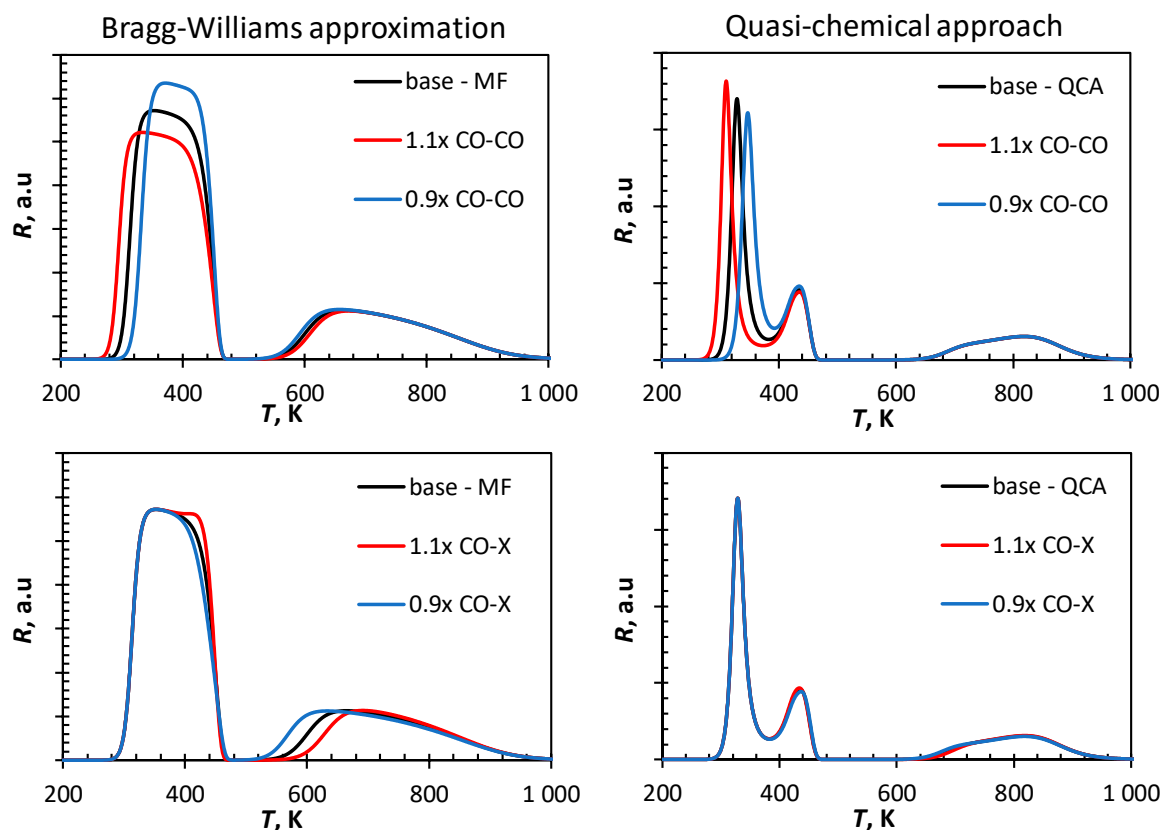 Bragg-Williams approximation
R, a.u
base - MF
1.1x CO-CO
0.9x CO-CO
200 400 600 800 1 000
T, K
Quasi-chemical approach
R, a.u
base - QCA
1.1x CO-CO
0.9x CO-CO
200 400 600 800 1 000
T, K
R, a.u
base - MF
1.1x CO-X
0.9x CO-X
200 400 600 800 1 000
T, K
R, a.u
base - QCA
1.1x CO-X
0.9x CO-X
200 400 600 800 1 000
T, K